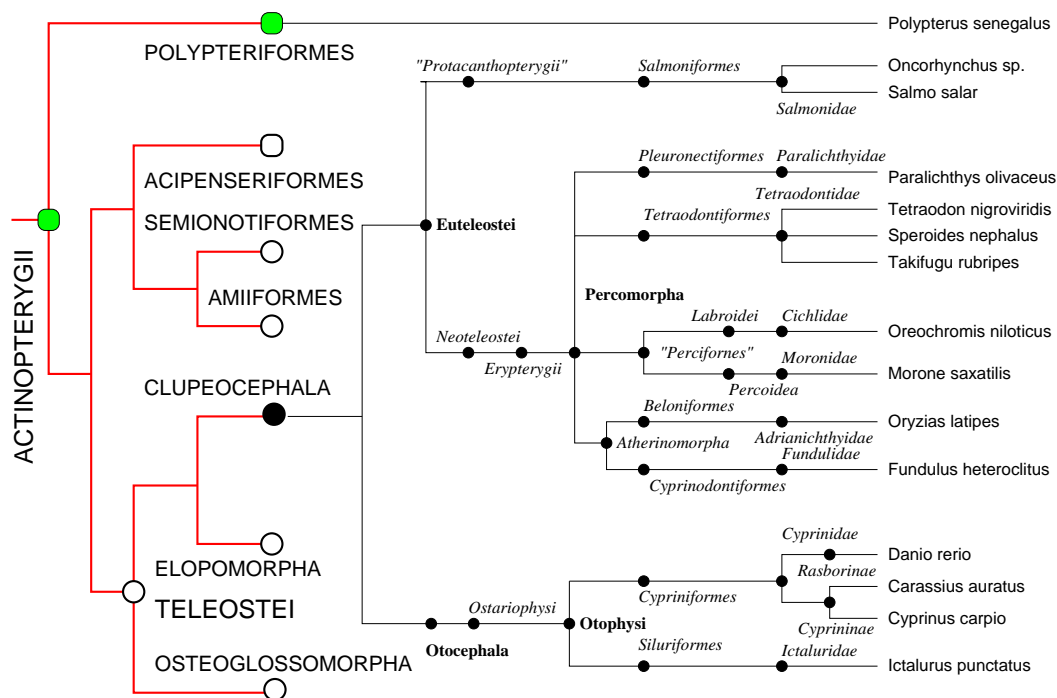 Polypterus senegalus
POLYPTERIFORMES
"Protacanthopterygii"
Salmoniformes
Oncorhynchus sp.
Salmo salar
Salmonidae
ACIPENSERIFORMES
Pleuronectiformes
Paralichthyidae
Paralichthys olivaceus
SEMIONOTIFORMES
Tetraodontidae
Tetraodontiformes
Tetraodon nigroviridis
Euteleostei
Speroides nephalus
Takifugu rubripes
ACTINOPTERYGII
AMIIFORMES
Percomorpha
Labroidei
Cichlidae
Oreochromis niloticus
Neoteleostei
Erypterygii
"Percifornes"
Moronidae
Morone saxatilis
Percoidea
CLUPEOCEPHALA
Beloniformes
Oryzias latipes
Atherinomorpha
Adrianichthyidae
Fundulidae
Fundulus heteroclitus
Cyprinodontiformes
Cyprinidae
Danio rerio
ELOPOMORPHA
Rasborinae
Cypriniformes
Carassius auratus
TELEOSTEI
Ostariophysi
Otophysi
Cyprinus carpio
Cyprininae
Otocephala
Siluriformes
Ictaluridae
Ictalurus punctatus
OSTEOGLOSSOMORPHA